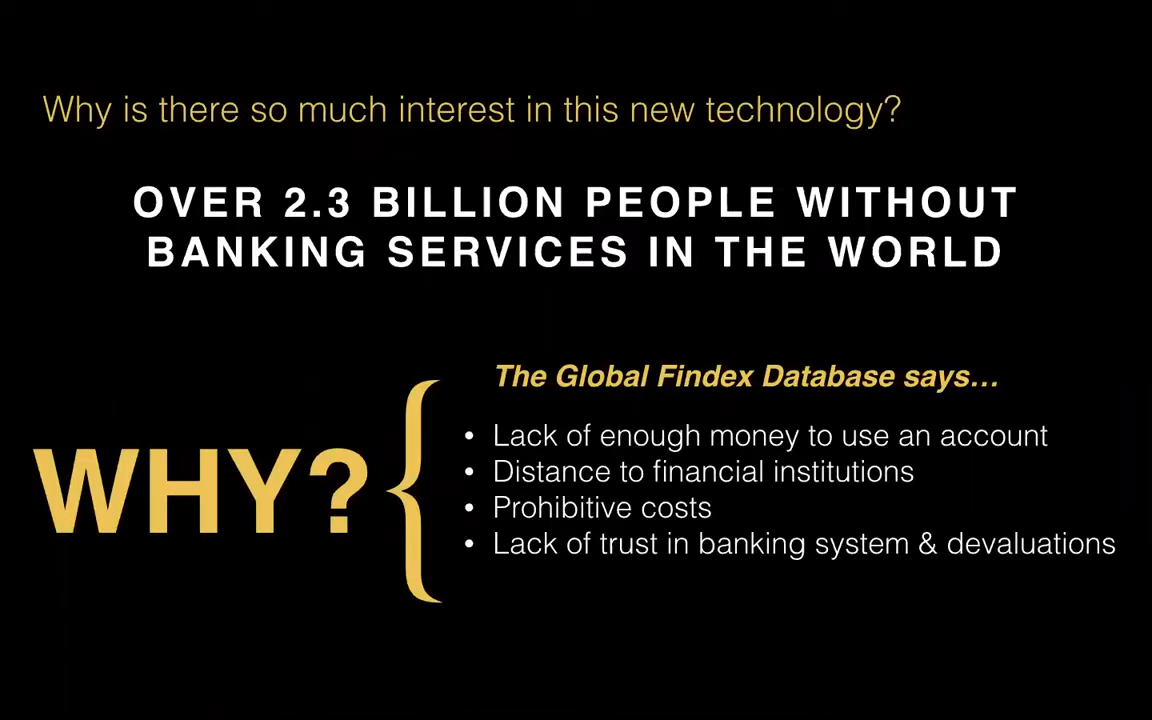 Why is there so much interest in this new technology?
OVER 2.3 BILLION PEOPLE WITHOUT
BANKING SERVICES IN THE WORLD
WHY?
The Global Findex Database says...
• Lack of enough money to use an account
• Distance to financial institutions
• Prohibitive costs
• Lack of trust in banking system & devaluations